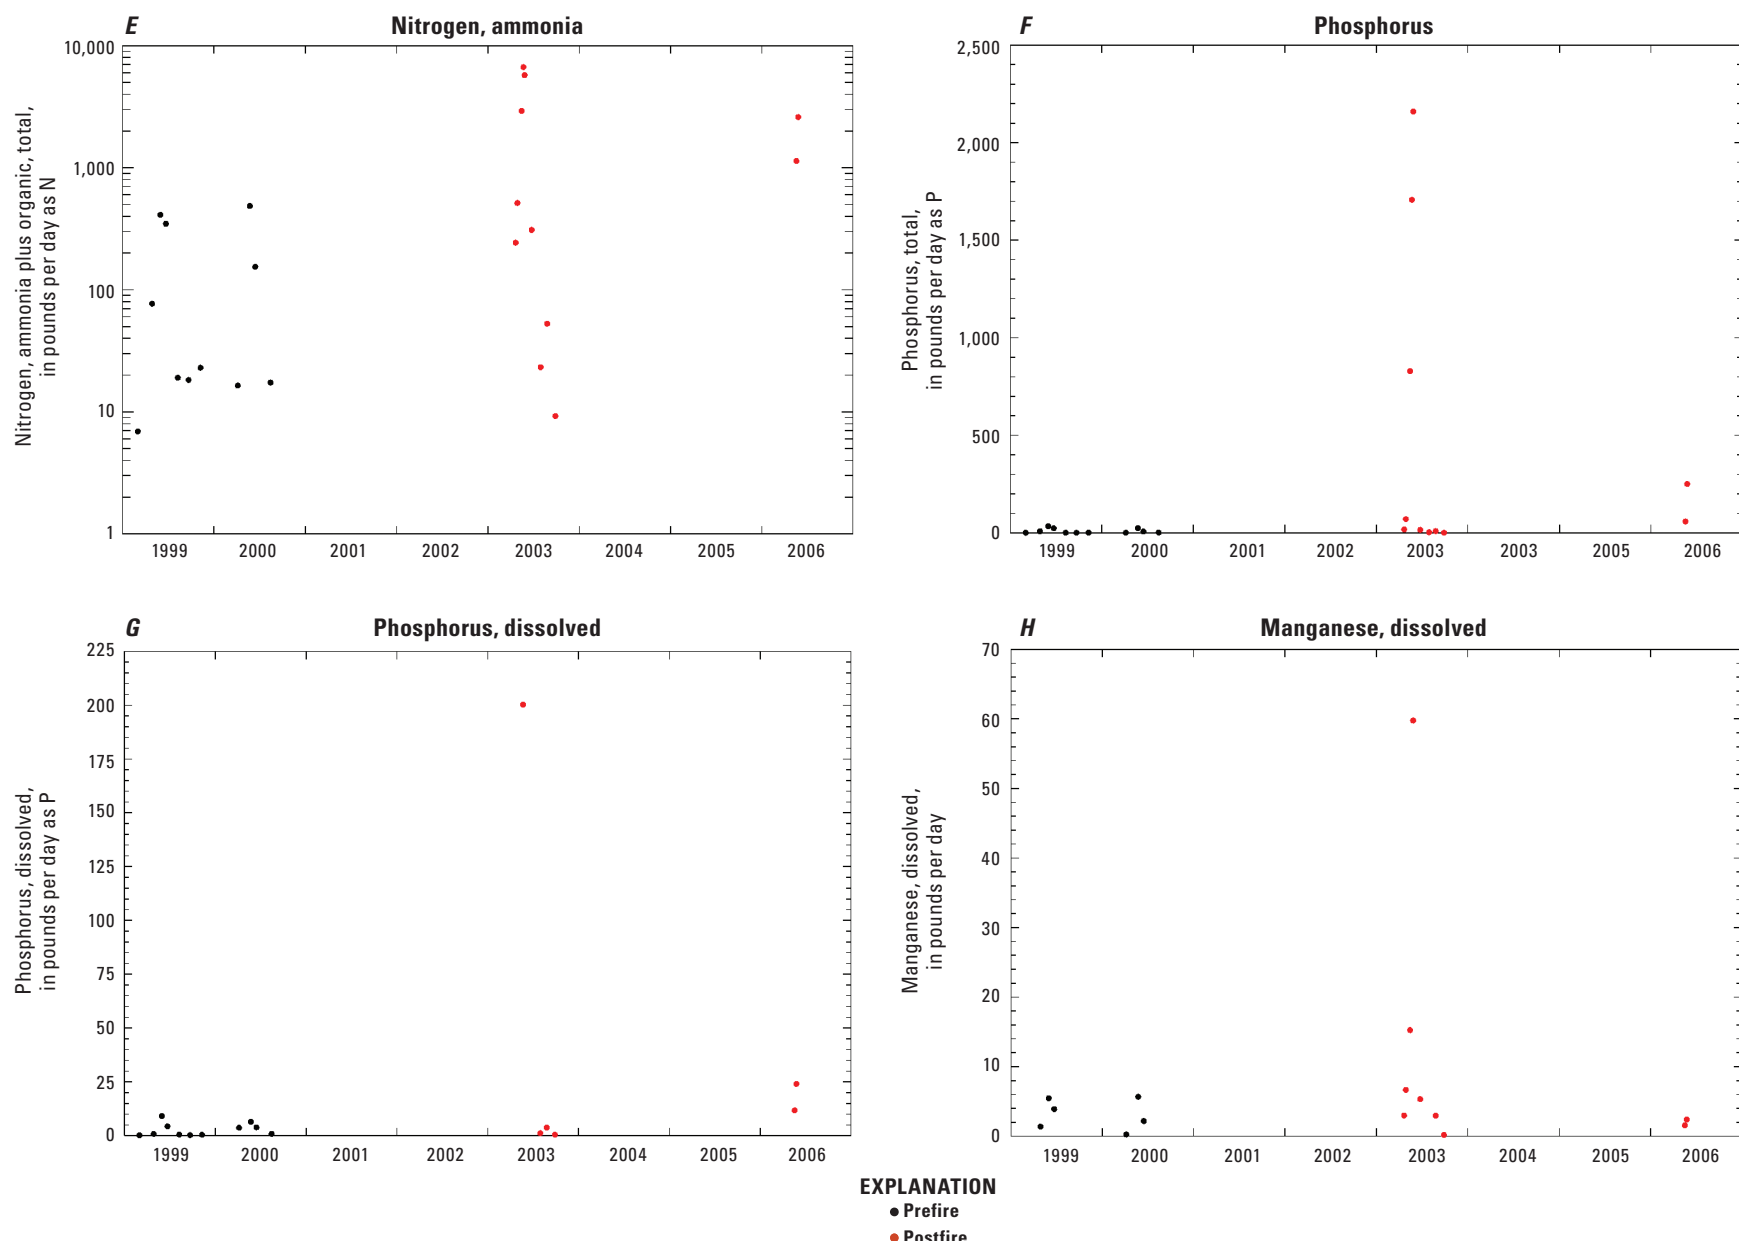 E Nitrogen, ammonia
10,000
1,000
100
10
1
Nitrogen, ammonia plus organic, total,
in pounds per day as N
1999 2000 2001 2002 2003 2004 2005 2006
F Phosphorus
2,500
2,000
1,500
1,000
500
0
Phosphorus, total,
in pounds per day as P
1999 2000 2001 2002 2003 2003 2005 2006
G Phosphorus, dissolved
225
200
175
150
125
100
75
50
25
0
Phosphorus, dissolved,
in pounds per day as P
1999 2000 2001 2002 2003 2004 2005 2006
H Manganese, dissolved
70
60
50
40
30
20
10
0
Manganese, dissolved,
in pounds per day
1999 2000 2001 2002 2003 2004 2005 2006
EXPLANATION
Prefire
Postfire